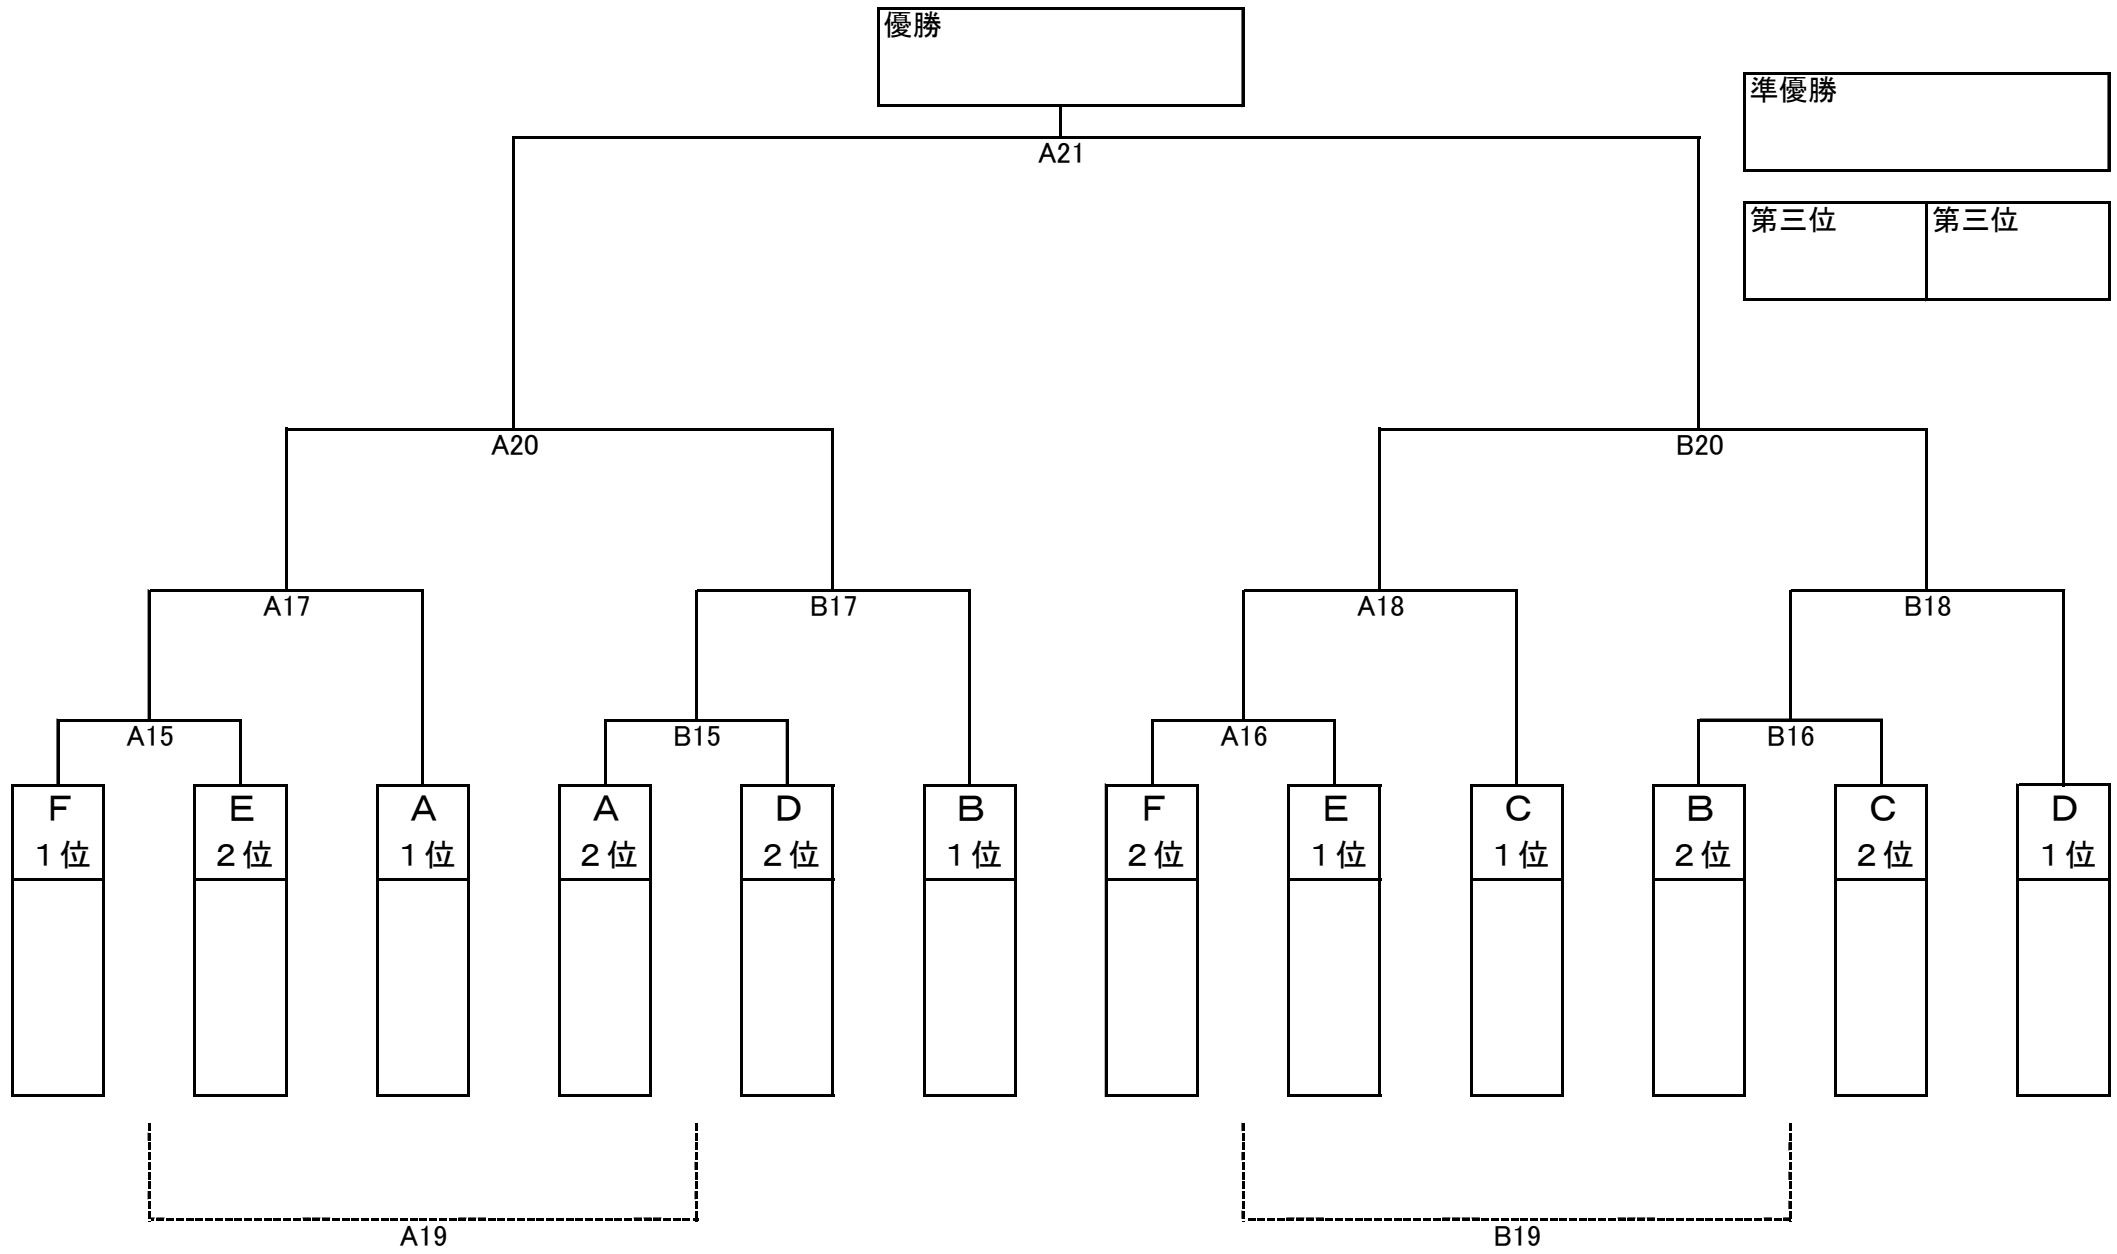 優勝
準優勝
A21
第三位 第三位
A20 B20
A17 B17 A18 B18
A15 B15 A16 B16
F E A A D B F E C B C D
1位 2位 1位 2位 2位 1位 2位 1位 1位 2位 2位 1位
A19 B19